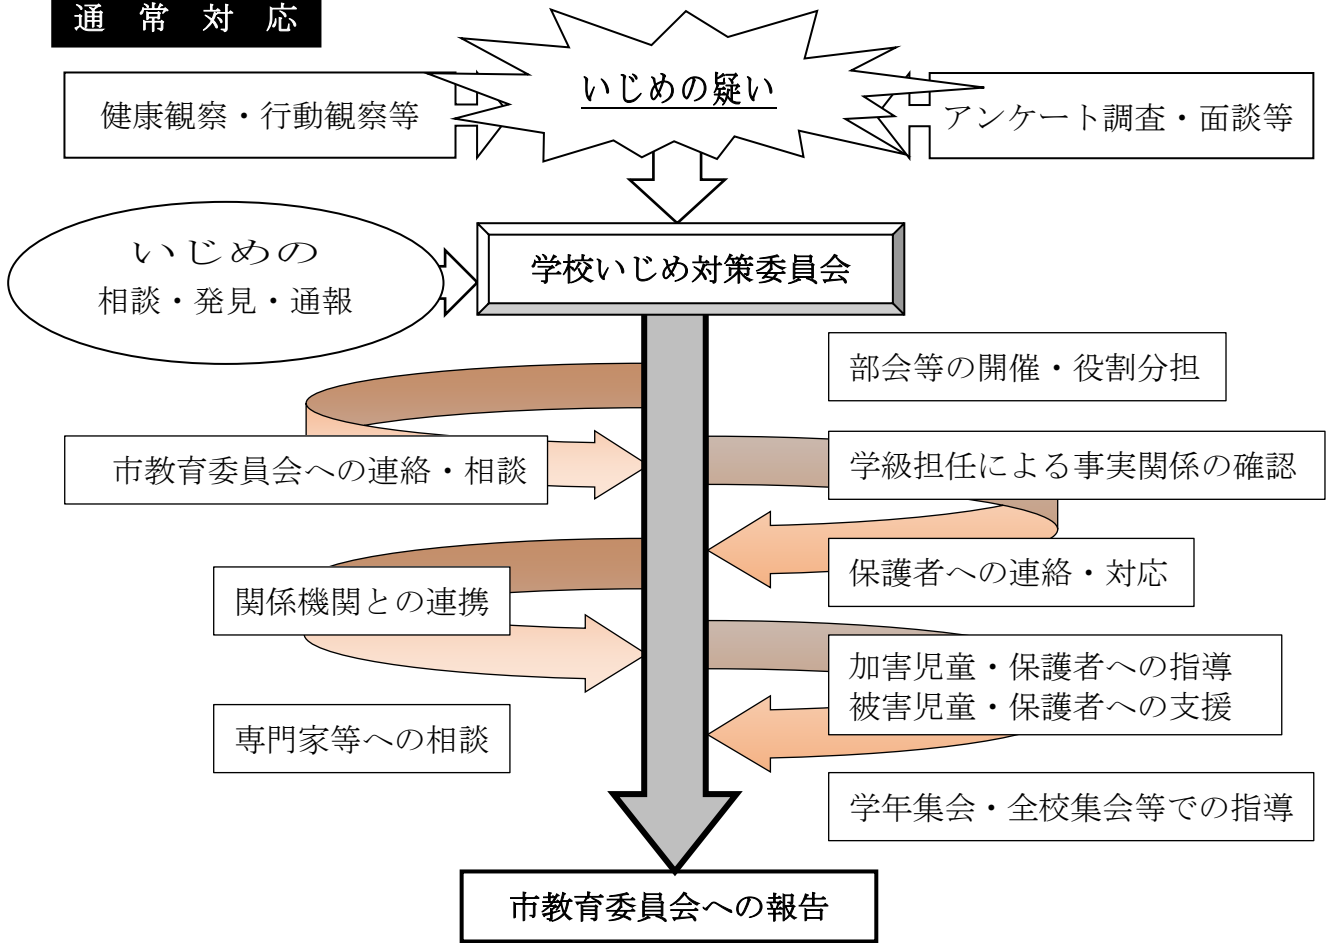 通常対応
いじめの疑い
健康観察・行動観察等
アンケート調査・面談等
いじめの
相談・発見・通報
学校いじめ対策委員会
部会等の開催・役割分担
市教育委員会への連絡・相談
学級担任による事実関係の確認
保護者への連絡・対応
関係機関との連携
加害児童・保護者への指導
被害児童・保護者への支援
専門家等への相談
学年集会・全校集会等での指導
市教育委員会への報告